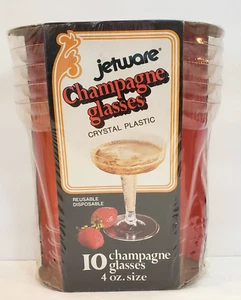 jetware®
Champagne
glasses
CRYSTAL PLASTIC
REUSABLE
DISPOSABLE
10 champagne
glasses
4 oz. size